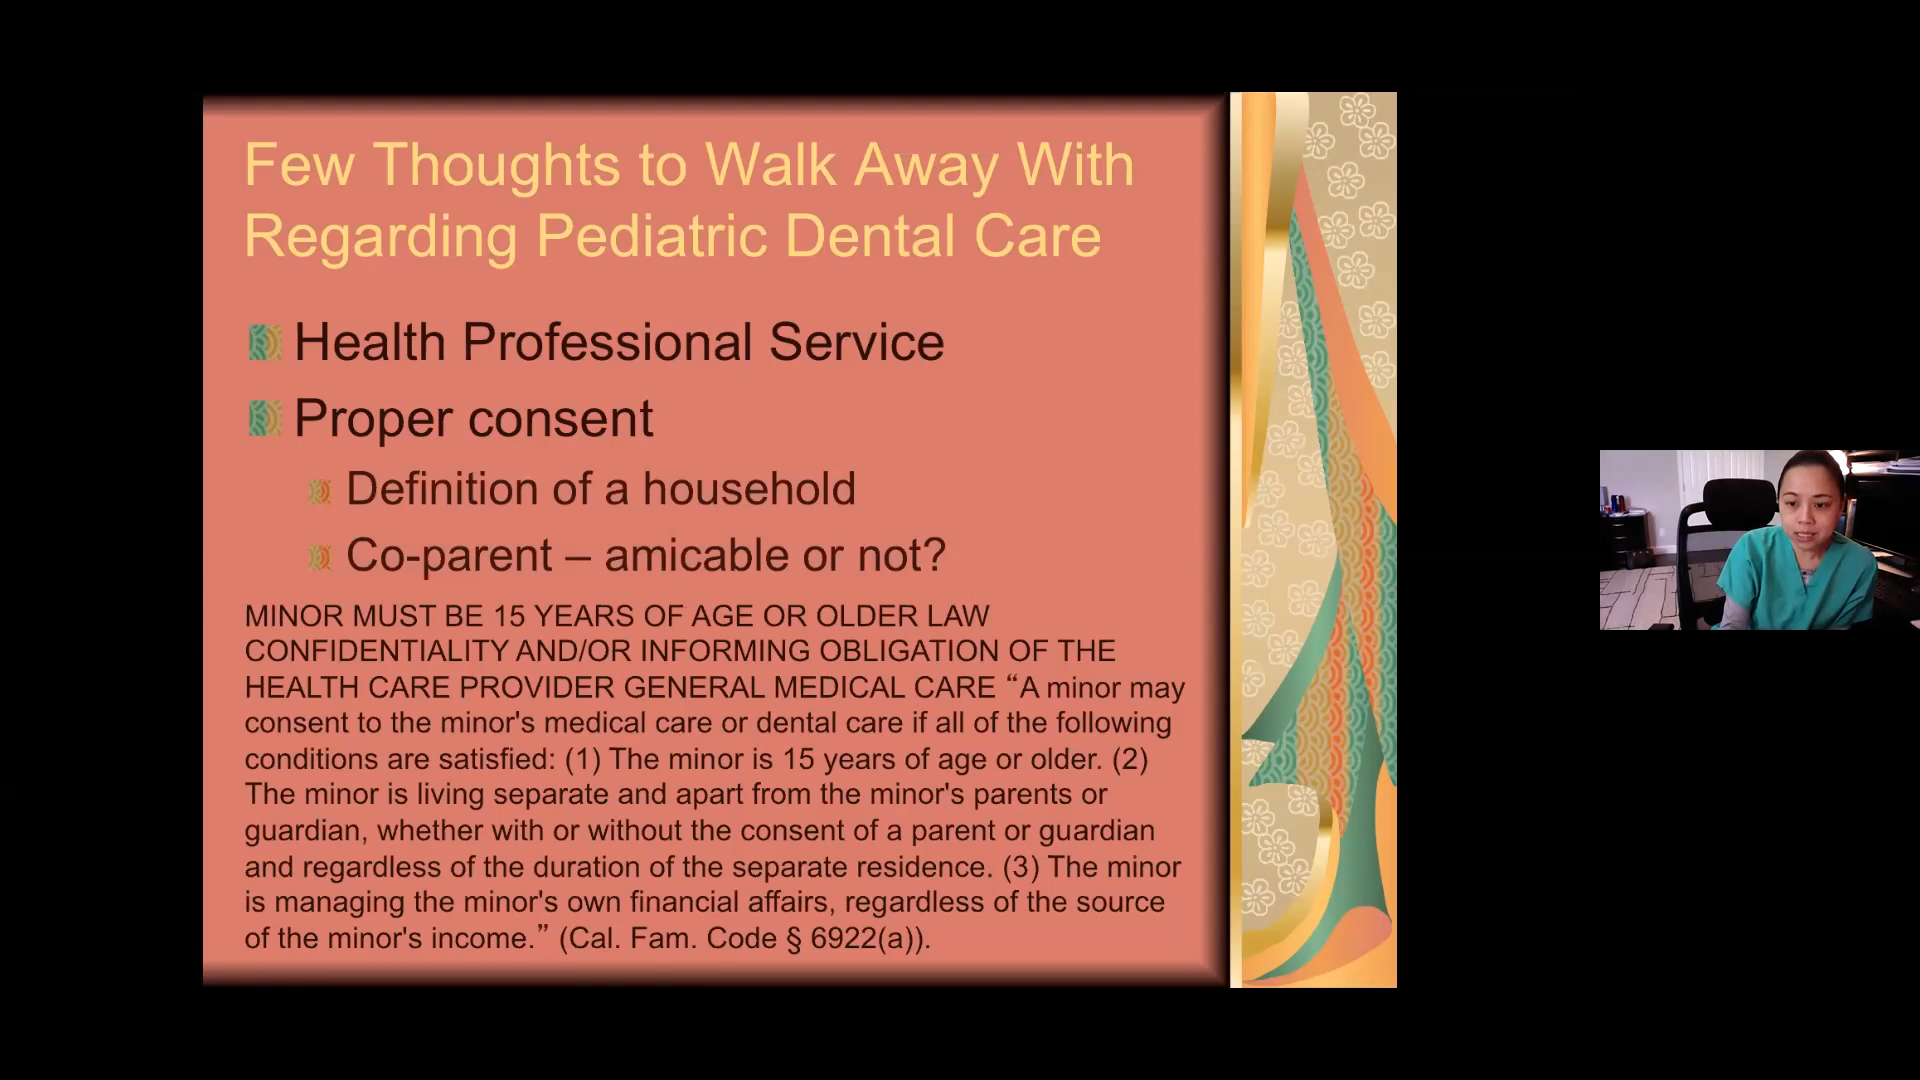 Few Thoughts to Walk Away With
Regarding Pediatric Dental Care
Health Professional Service
Proper consent
Definition of a household
Co-parent – amicable or not?
MINOR MUST BE 15 YEARS OF AGE OR OLDER LAW
CONFIDENTIALITY AND/OR INFORMING OBLIGATION OF THE
HEALTH CARE PROVIDER GENERAL MEDICAL CARE “A minor may
consent to the minor's medical care or dental care if all of the following
conditions are satisfied: (1) The minor is 15 years of age or older. (2)
The minor is living separate and apart from the minor's parents or
guardian, whether with or without the consent of a parent or guardian
and regardless of the duration of the separate residence. (3) The minor
is managing the minor's own financial affairs, regardless of the source
of the minor's income.” (Cal. Fam. Code § 6922(a)).